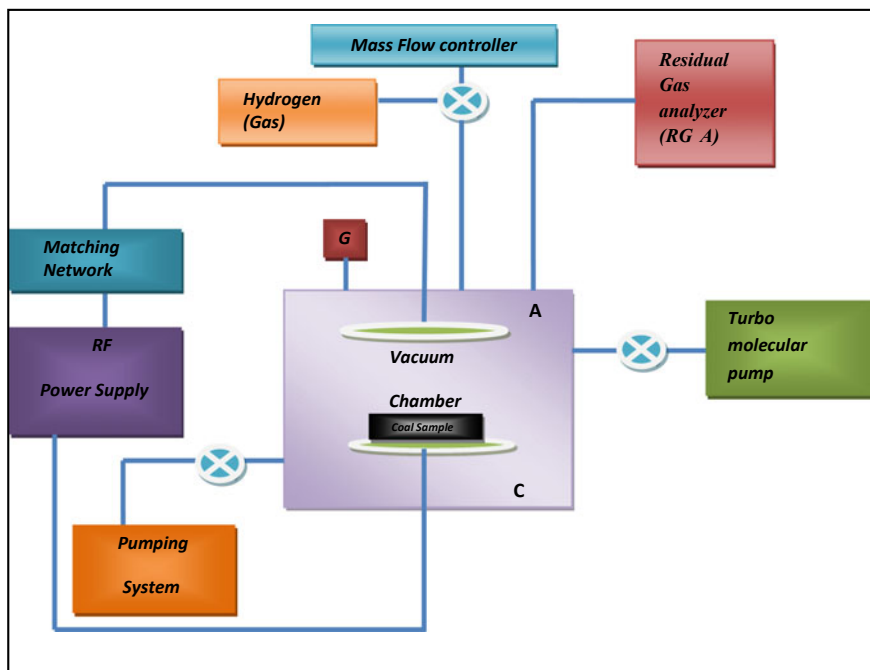 Mass Flow controller
Hydrogen
(Gas)
Residual
Gas
analyzer
(RG A)
Matching
Network
G
A
RF
Power Supply
Vacuum
Chamber
Coal Sample
C
Turbo
molecular
pump
Pumping
System